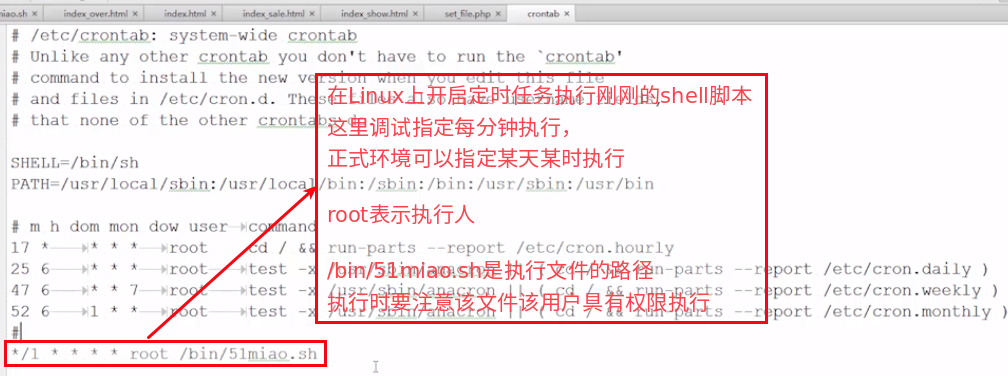 miao.sh × index_over.html × index.html × index_sale.html × index_show.html × set_file.php × crontab ×
# /etc/crontab: system-wide crontab
# Unlike any other crontab you don't have to run the `crontab'
# command to install the new version when you edit this file
# and files in /etc/cron.d. These files also have username fields,
# that none of the other crontabs do.
SHELL=/bin/sh
PATH=/usr/local/sbin:/usr/local/bin:/sbin:/bin:/usr/sbin:/usr/bin
# m h dom mon dow user command
17 * * * * root cd / && run-parts --report /etc/cron.hourly
25 6 * * * root test -x /usr/sbin/anacron || ( cd / && run-parts --report /etc/cron.daily )
47 6 * * 7 root test -x /usr/sbin/anacron || ( cd / && run-parts --report /etc/cron.weekly )
52 6 1 * * root test -x /usr/sbin/anacron || ( cd / && run-parts --report /etc/cron.monthly )
#
*/1 * * * * root /bin/51miao.sh
在Linux上开启定时任务执行刚刚的shell脚本
这里调试指定每分钟执行，
正式环境可以指定某天某时执行
root表示执行人
/bin/51miao.sh是执行文件的路径
执行时要注意该文件该用户具有权限执行